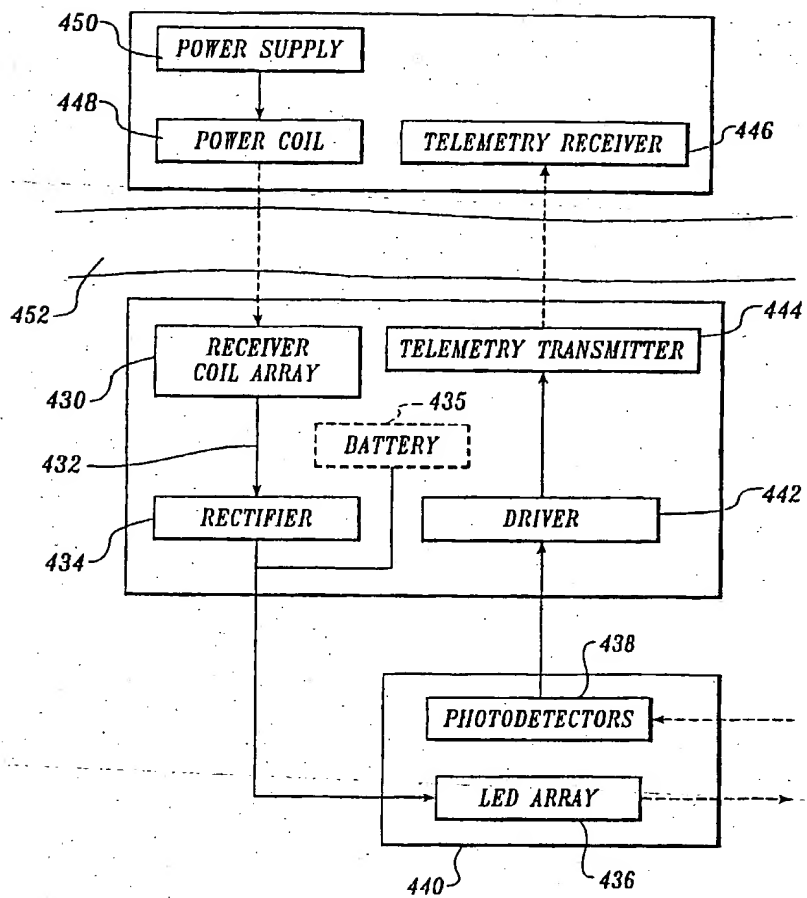 450
POWER SUPPLY
448
POWER COIL
TELEMETRY RECEIVER
446
452
444
RECEIVER
COIL ARRAY
TELEMETRY TRANSMITTER
430
435
BATTERY
432
RECTIFIER
DRIVER
442
434
438
PHOTODETECTORS
LED ARRAY
440
436